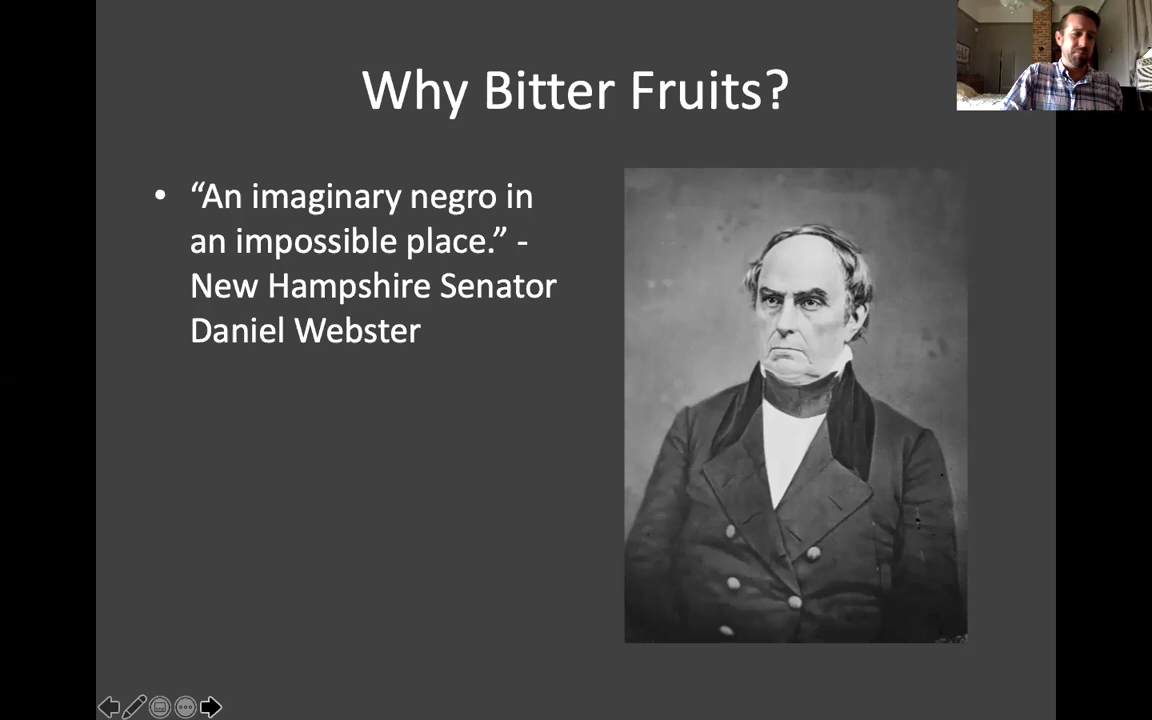 Why Bitter Fruits?
• “An imaginary negro in
an impossible place.” -
New Hampshire Senator
Daniel Webster